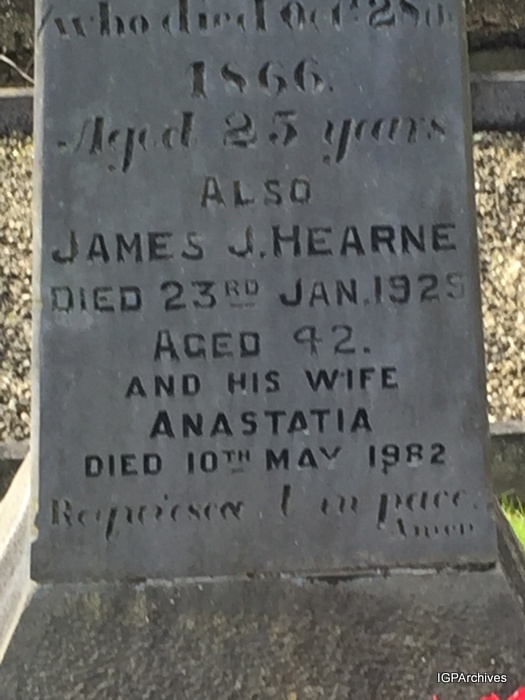 who died Oct. 28th
1866.
Aged 25 years
ALSO
JAMES J. HEARNE
DIED 23RD JAN. 1925
AGED 42.
AND HIS WIFE
ANASTATIA
DIED 10TH MAY 1982
in pace.
Amen
IGPArchives